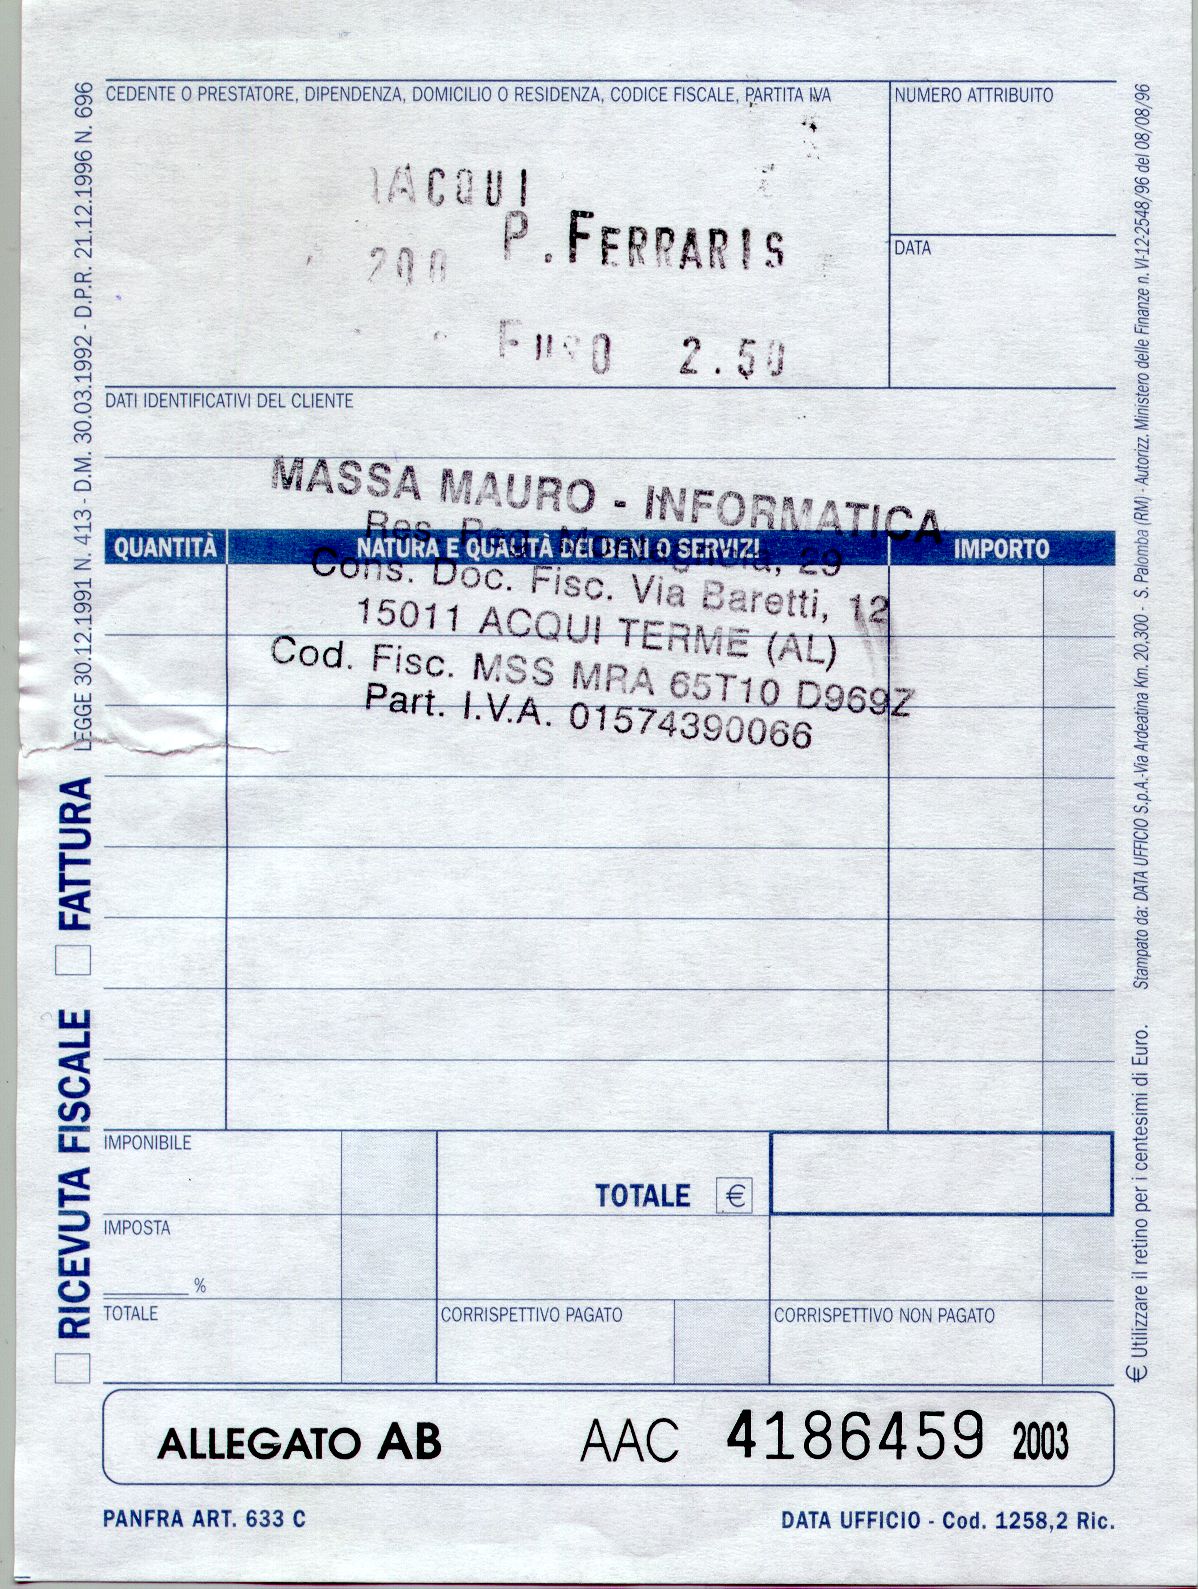 CEDENTE O PRESTATORE, DIPENDENZA, DOMICILIO O RESIDENZA, CODICE FISCALE, PARTITA IVA
NUMERO ATTRIBUITO
ACQUI
P. FERRARIS
200
DATA
EURO 2.50
DATI IDENTIFICATIVI DEL CLIENTE
MASSA MAURO - INFORMATICA
Res. Reg. Montagnola, 29
QUANTITÀ
NATURA E QUALITÀ DEI BENI O SERVIZI
IMPORTO
Cons. Doc. Fisc. Via Baretti, 12
15011 ACQUI TERME (AL)
Cod. Fisc. MSS MRA 65T10 D969Z
Part. I.V.A. 01574390066
IMPONIBILE
TOTALE €
IMPOSTA
%
TOTALE
CORRISPETTIVO PAGATO
CORRISPETTIVO NON PAGATO
ALLEGATO AB AAC 4186459 2003
PANFRA ART. 633 C
DATA UFFICIO - Cod. 1258,2 Ric.
RICEVUTA FISCALE FATTURA LEGGE 30.12.1991 N. 413 - D.M. 30.03.1992 - D.P.R. 21.12.1996 N. 696
€ Utilizzare il retino per i centesimi di Euro. Stampato da: DATA UFFICIO S.p.A.-Via Ardeatina Km. 20,300 - S. Palomba (RM) - Autorizz. Ministero delle Finanze n. VI-12-2548/96 del 08/08/96